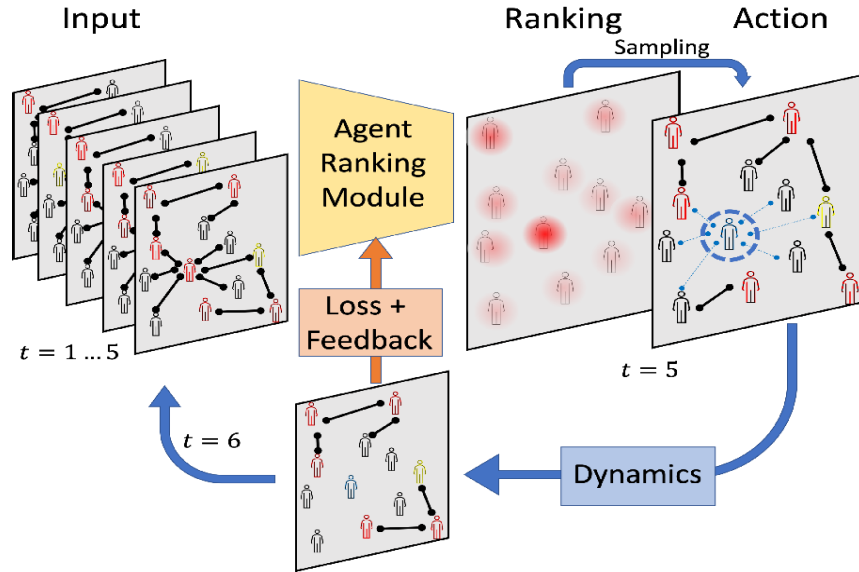 Input
Ranking
Action
Sampling
Agent
Ranking
Module
Loss +
Feedback
t = 1 … 5
t = 5
t = 6
Dynamics